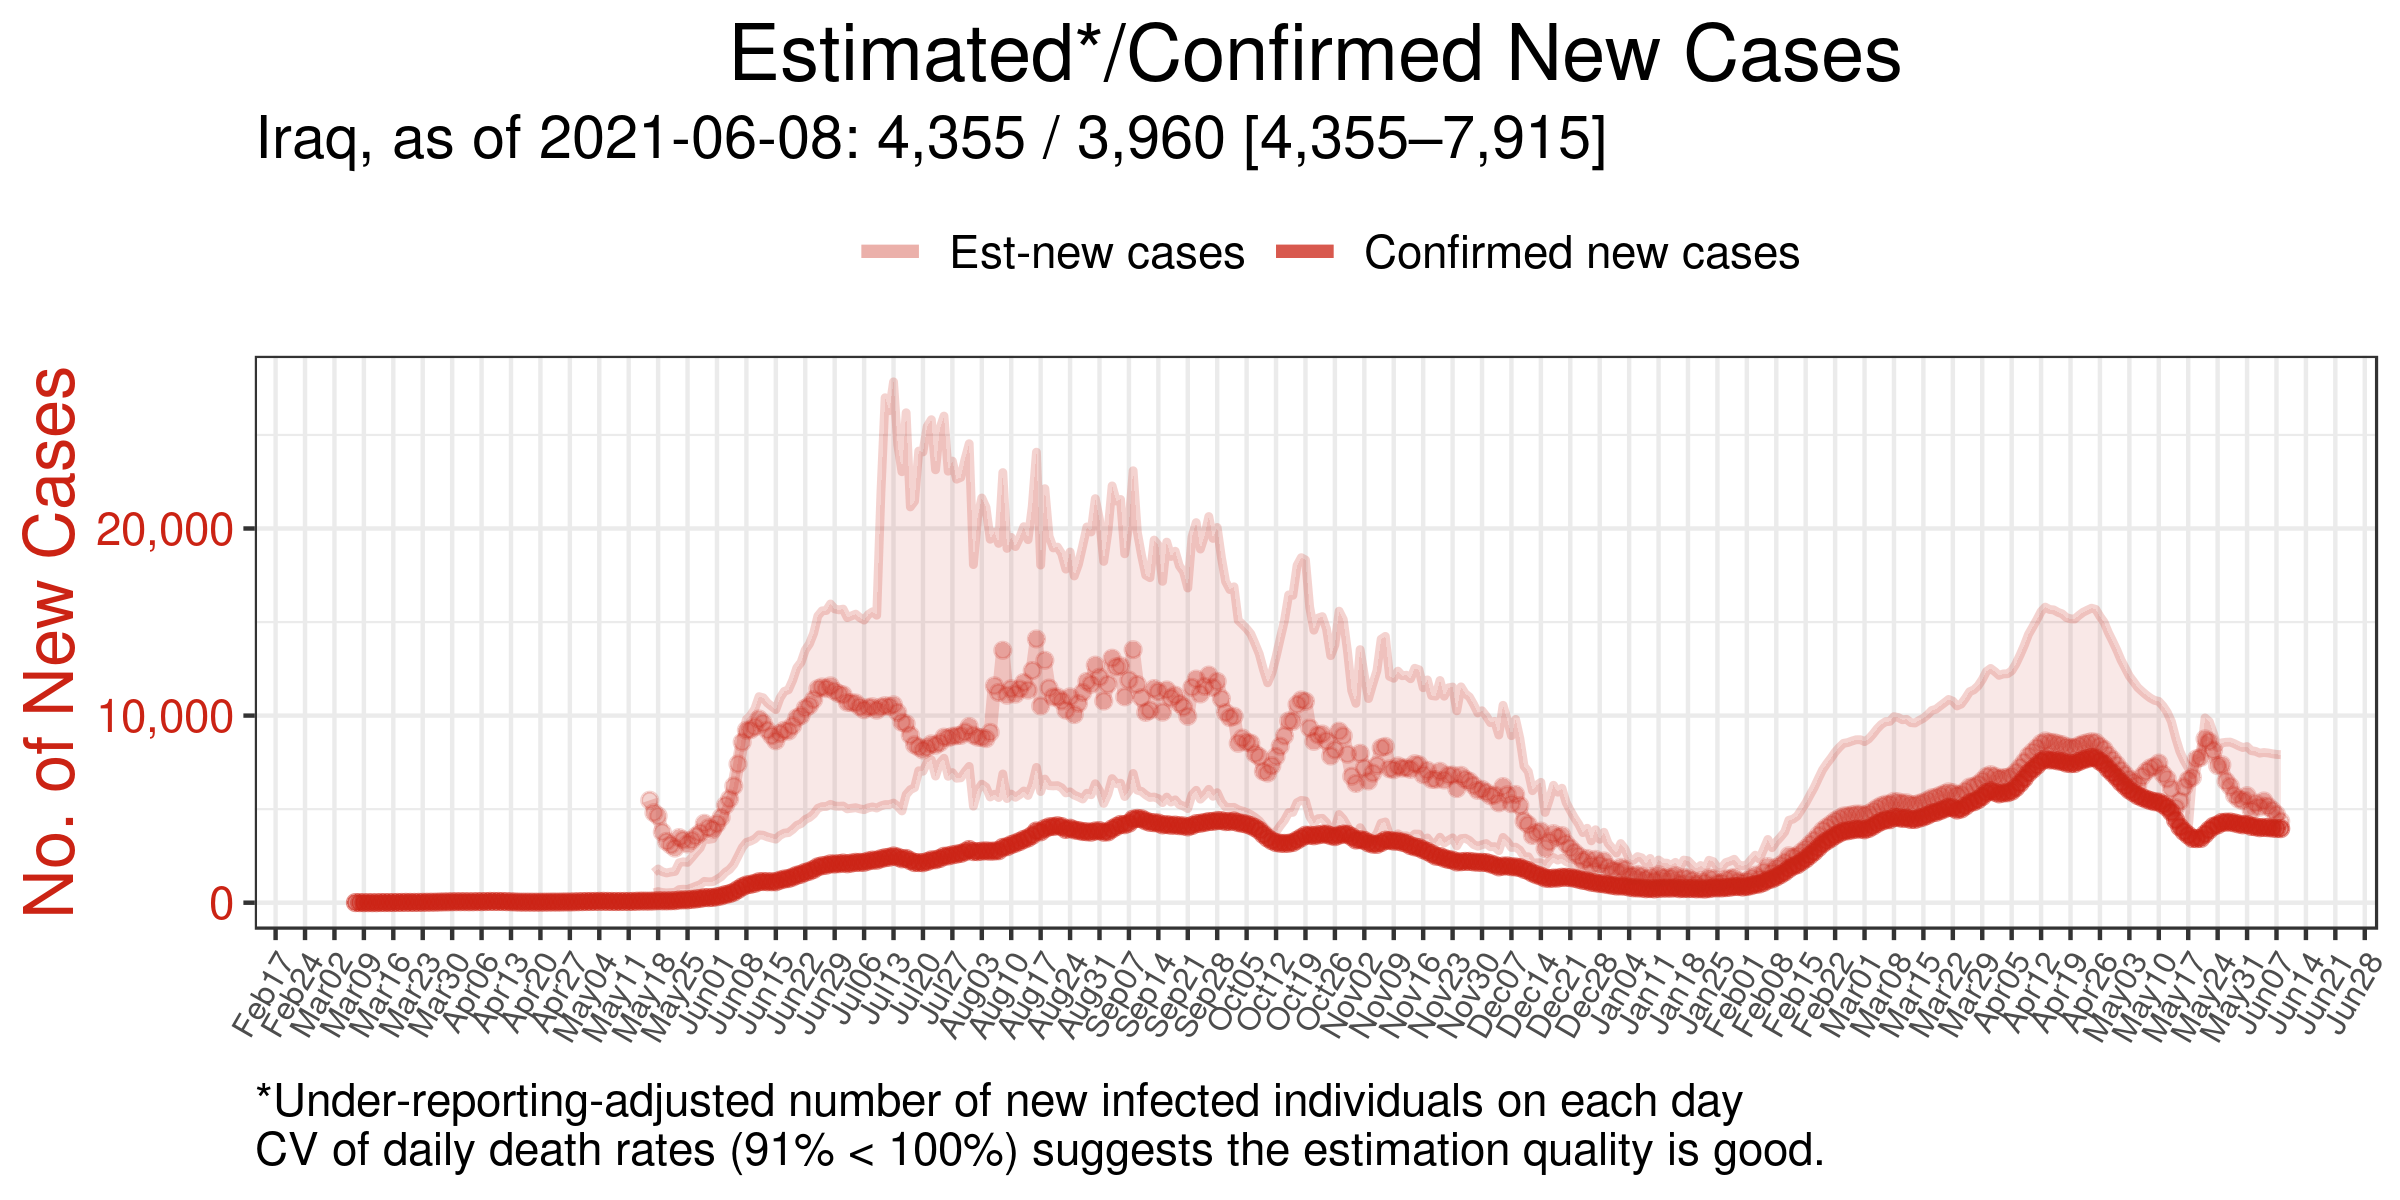 Estimated*/Confirmed New Cases
Iraq, as of 2021-06-08: 4,355 / 3,960 [4,355–7,915]
Est-new cases Confirmed new cases
No. of New Cases
20,000
10,000
0
Feb17 Feb24 Mar02 Mar09 Mar16 Mar23 Mar30 Apr06 Apr13 Apr20 Apr27 May04 May11 May18 May25 Jun01 Jun08 Jun15 Jun22 Jun29 Jul06 Jul13 Jul20 Jul27 Aug03 Aug10 Aug17 Aug24 Aug31 Sep07 Sep14 Sep21 Sep28 Oct05 Oct12 Oct19 Oct26 Nov02 Nov09 Nov16 Nov23 Nov30 Dec07 Dec14 Dec21 Dec28 Jan04 Jan11 Jan18 Jan25 Feb01 Feb08 Feb15 Feb22 Mar01 Mar08 Mar15 Mar22 Mar29 Apr05 Apr12 Apr19 Apr26 May03 May10 May17 May24 May31 Jun07 Jun14 Jun21 Jun28
*Under-reporting-adjusted number of new infected individuals on each day
CV of daily death rates (91% < 100%) suggests the estimation quality is good.